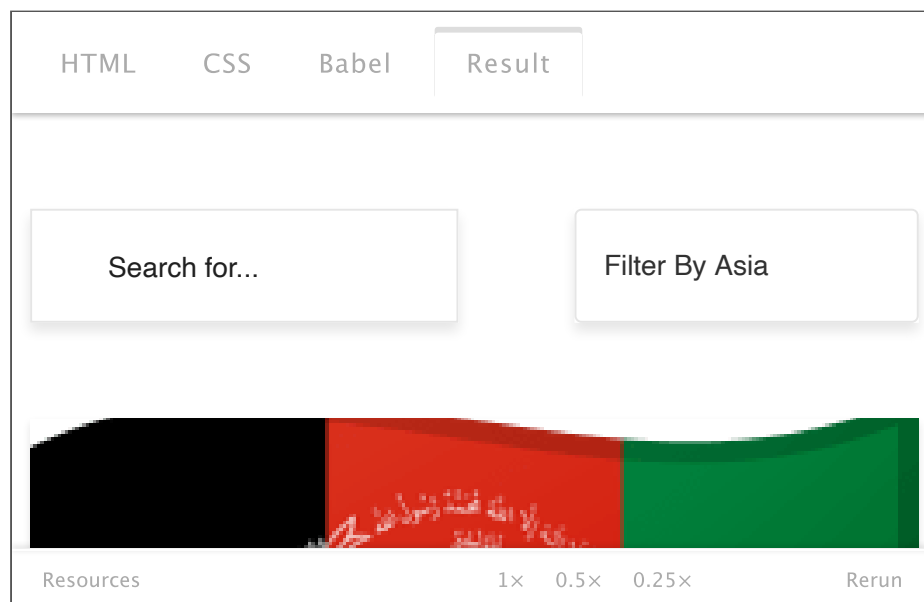 HTML CSS Babel Result
Search for...
Filter By Asia
Resources 1× 0.5× 0.25× Rerun